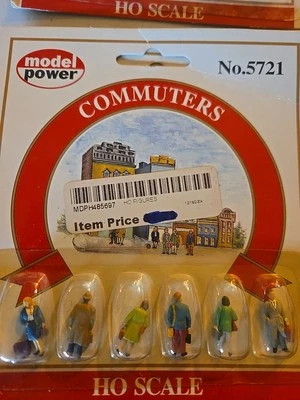 HO SCALE
model
power
No.5721
COMMUTERS
MDPH485697 HO FIGURES
Item Price
HO SCALE